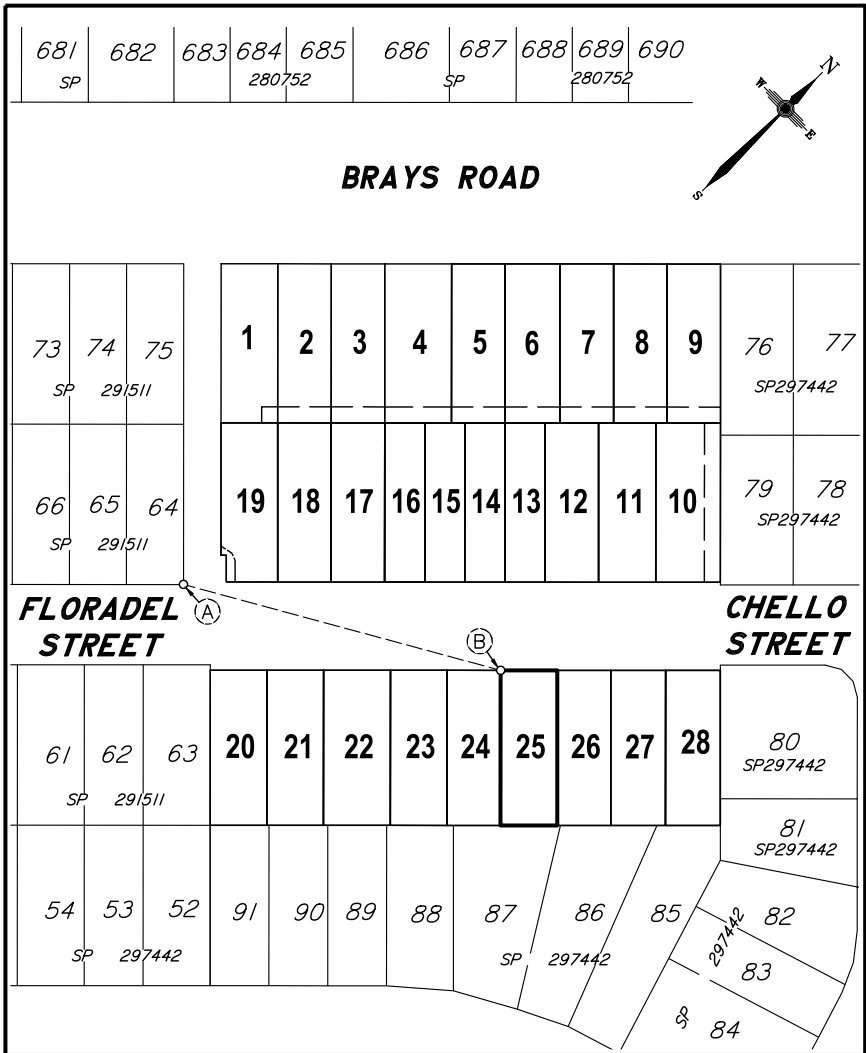 681 682 683 684 685 686 687 688 689 690
SP 280752 SP 280752
N
W
E
S
BRAYS ROAD
73 74 75
SP 291511
1 2 3 4 5 6 7 8 9
76 77
SP297442
66 65 64
SP 291511
19 18 17 16 15 14 13 12 11 10
79 78
SP297442
FLORADEL
STREET
A
B
CHELLO
STREET
61 62 63
SP 291511
20 21 22 23 24 25 26 27 28
80
SP297442
81
SP297442
54 53 52
SP 297442
91 90 89 88 87 86 85
SP 297442
82
297442
83
SP
84